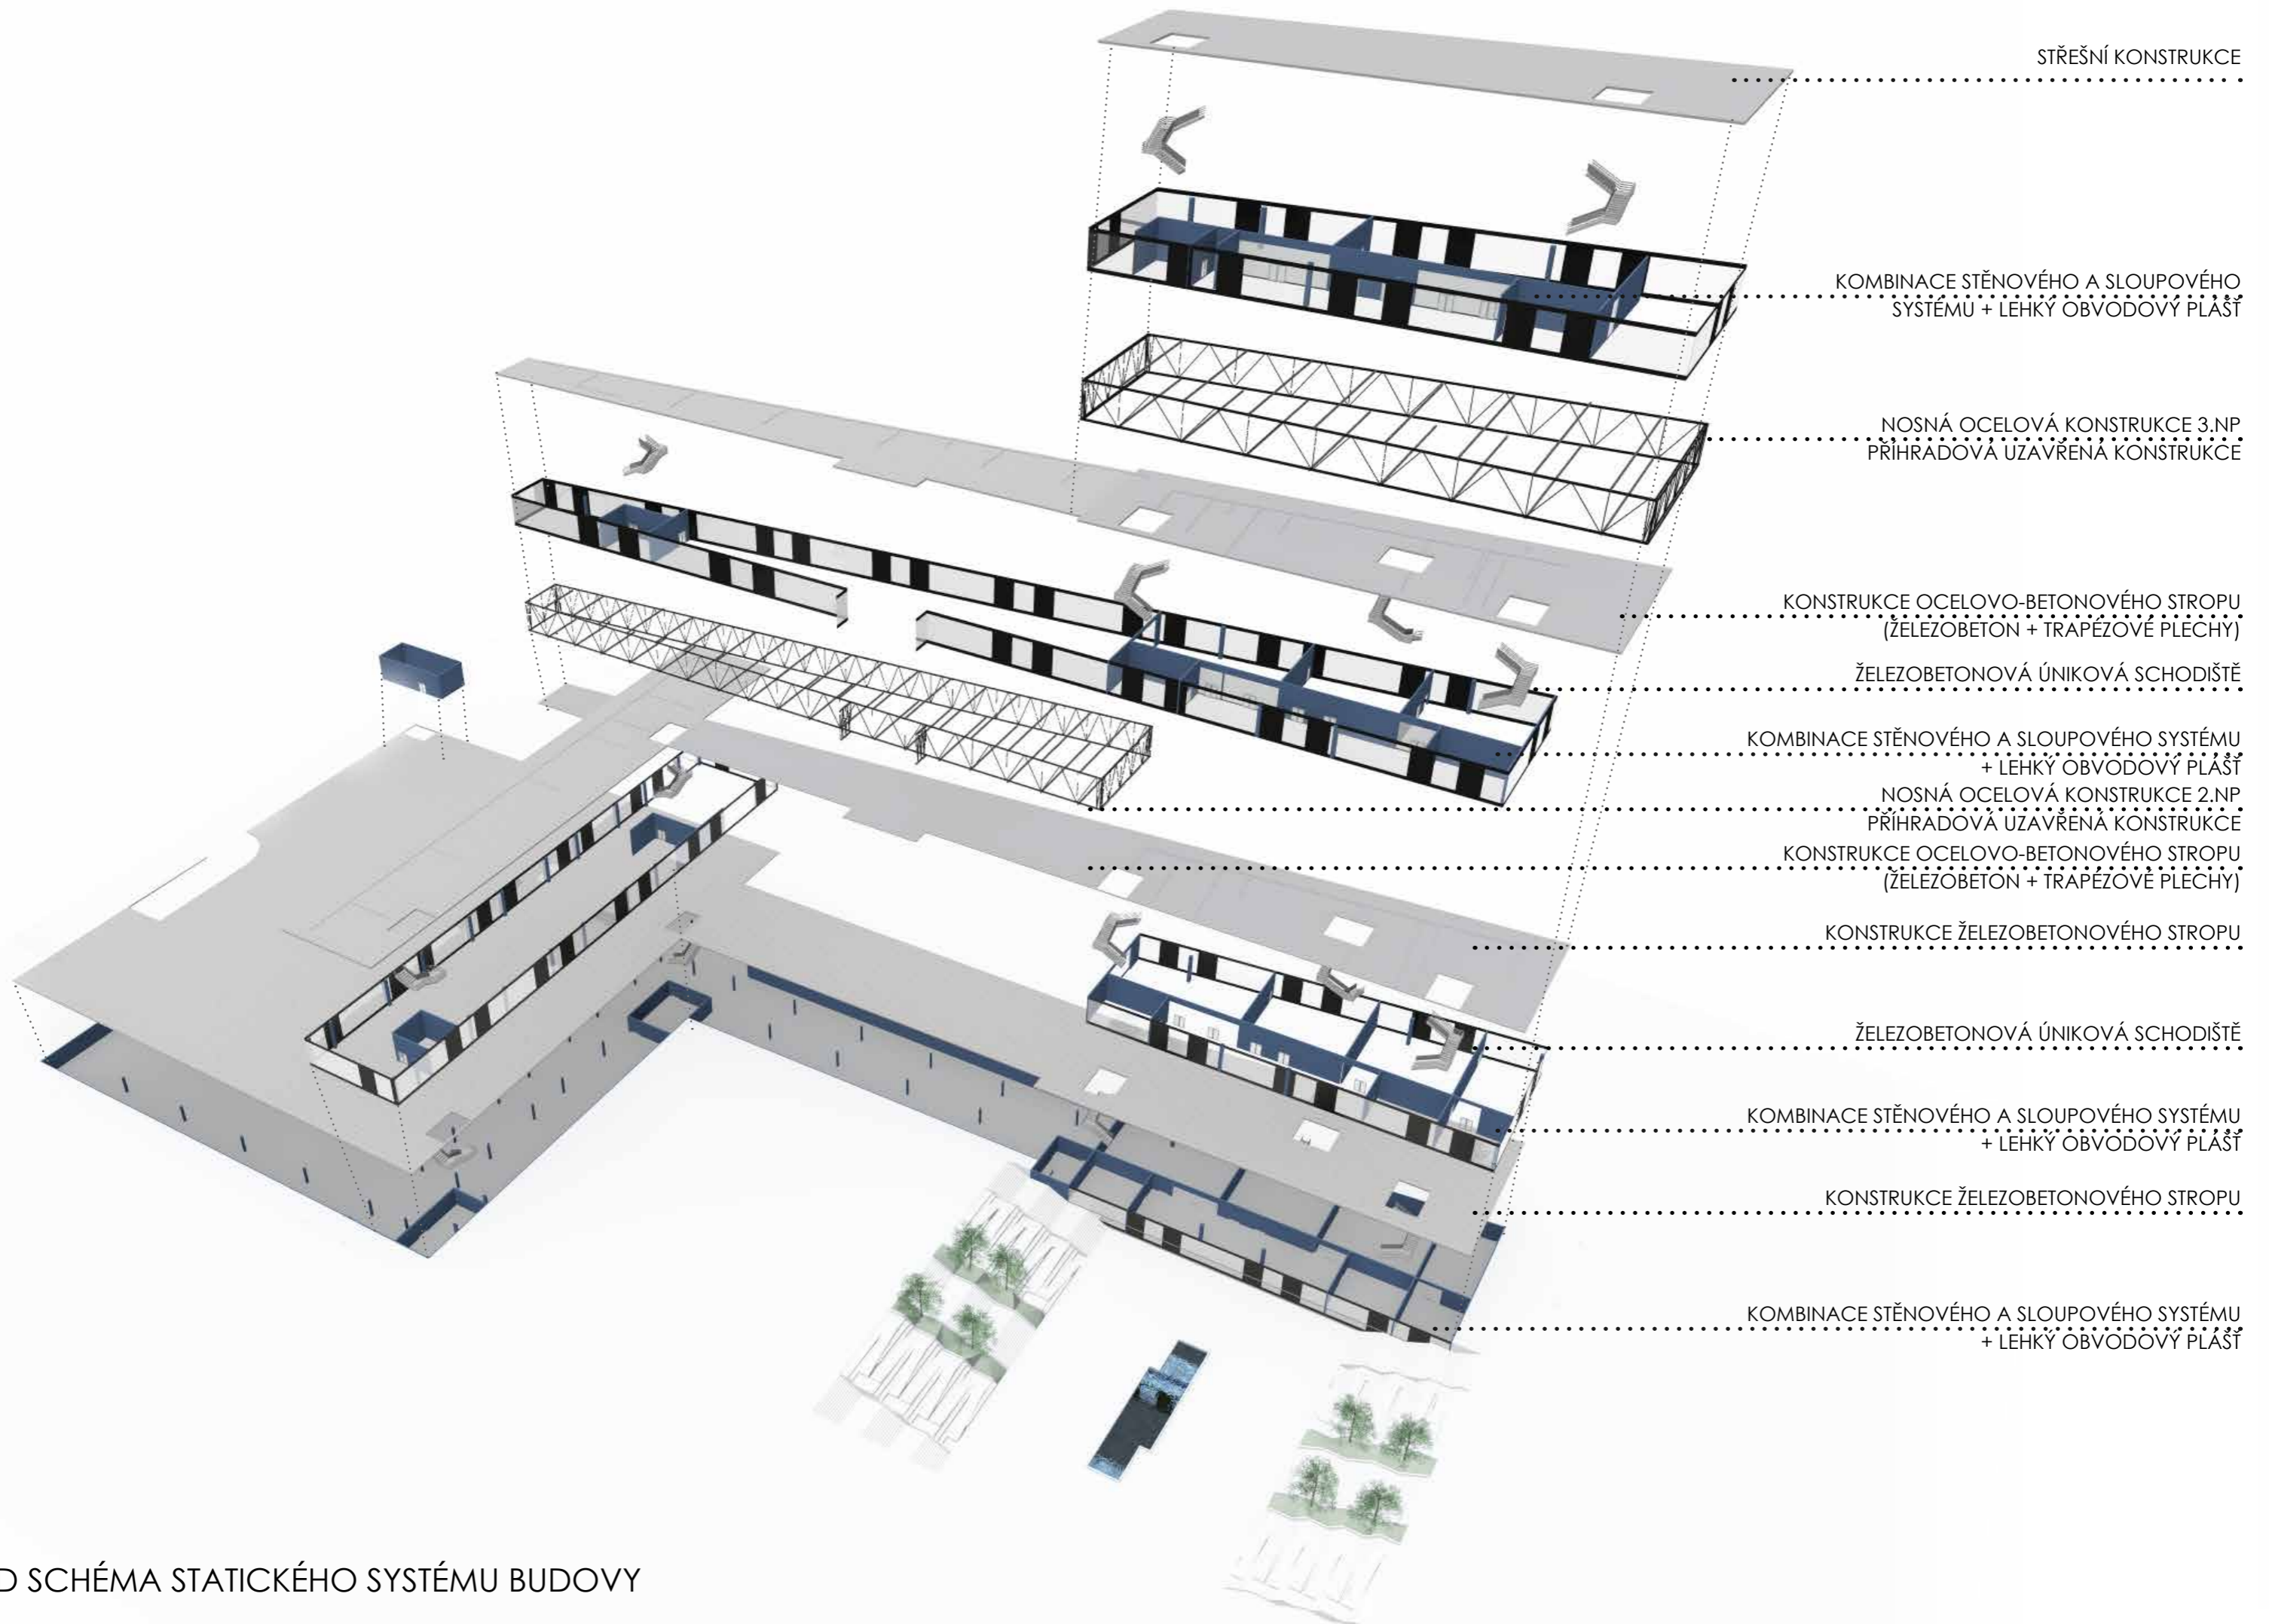 STŘEŠNÍ KONSTRUKCE
KOMBINACE STĚNOVÉHO A SLOUPOVÉHO
SYSTÉMU + LEHKÝ OBVODOVÝ PLÁŠŤ
NOSNÁ OCELOVÁ KONSTRUKCE 3.NP
PŘÍHRADOVÁ UZAVŘENÁ KONSTRUKCE
KONSTRUKCE OCELOVO-BETONOVÉHO STROPU
(ŽELEZOBETON + TRAPÉZOVÉ PLECHY)
ŽELEZOBETONOVÁ ÚNIKOVÁ SCHODIŠTĚ
KOMBINACE STĚNOVÉHO A SLOUPOVÉHO SYSTÉMU
+ LEHKÝ OBVODOVÝ PLÁŠŤ
NOSNÁ OCELOVÁ KONSTRUKCE 2.NP
PŘÍHRADOVÁ UZAVŘENÁ KONSTRUKCE
KONSTRUKCE OCELOVO-BETONOVÉHO STROPU
(ŽELEZOBETON + TRAPÉZOVÉ PLECHY)
KONSTRUKCE ŽELEZOBETONOVÉHO STROPU
ŽELEZOBETONOVÁ ÚNIKOVÁ SCHODIŠTĚ
KOMBINACE STĚNOVÉHO A SLOUPOVÉHO SYSTÉMU
+ LEHKÝ OBVODOVÝ PLÁŠŤ
KONSTRUKCE ŽELEZOBETONOVÉHO STROPU
KOMBINACE STĚNOVÉHO A SLOUPOVÉHO SYSTÉMU
+ LEHKÝ OBVODOVÝ PLÁŠŤ
D SCHÉMA STATICKÉHO SYSTÉMU BUDOVY